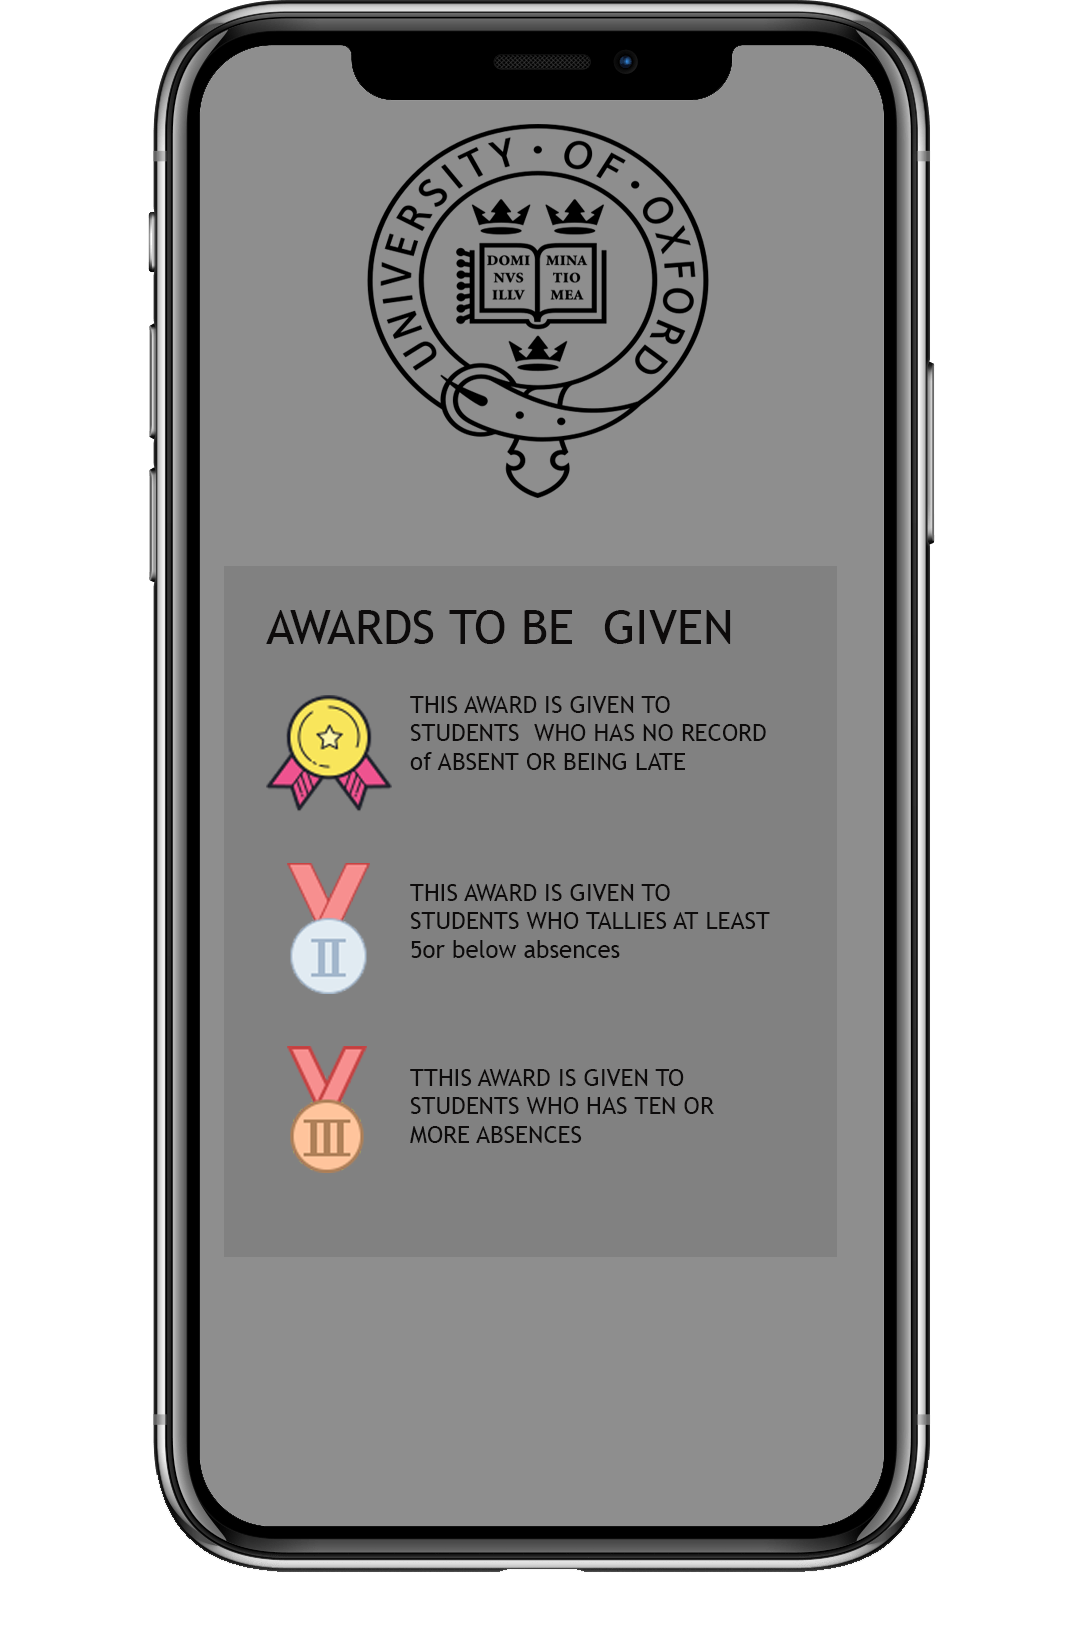 UNIVERSITY · OF · OXFORD
DOMI MINA
NVS TIO
ILLV MEA
AWARDS TO BE  GIVEN
THIS AWARD IS GIVEN TO
STUDENTS  WHO HAS NO RECORD
of ABSENT OR BEING LATE
II
THIS AWARD IS GIVEN TO
STUDENTS WHO TALLIES AT LEAST
5or below absences
III
TTHIS AWARD IS GIVEN TO
STUDENTS WHO HAS TEN OR
MORE ABSENCES